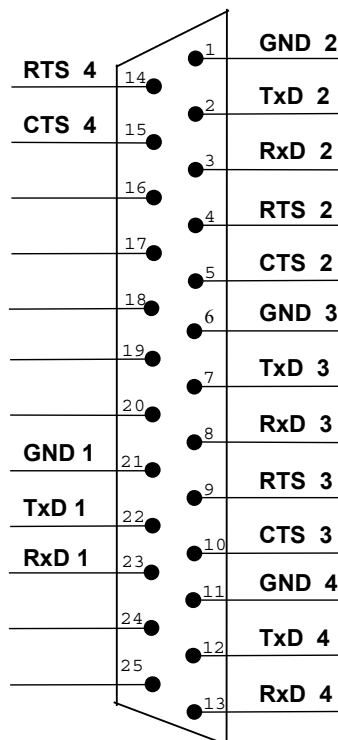 1 GND 2
RTS 4 14
2 TxD 2
CTS 4 15
3 RxD 2
16
4 RTS 2
17
5 CTS 2
18
6 GND 3
19
7 TxD 3
20
8 RxD 3
GND 1 21
9 RTS 3
TxD 1 22
10 CTS 3
RxD 1 23
11 GND 4
24
12 TxD 4
25
13 RxD 4